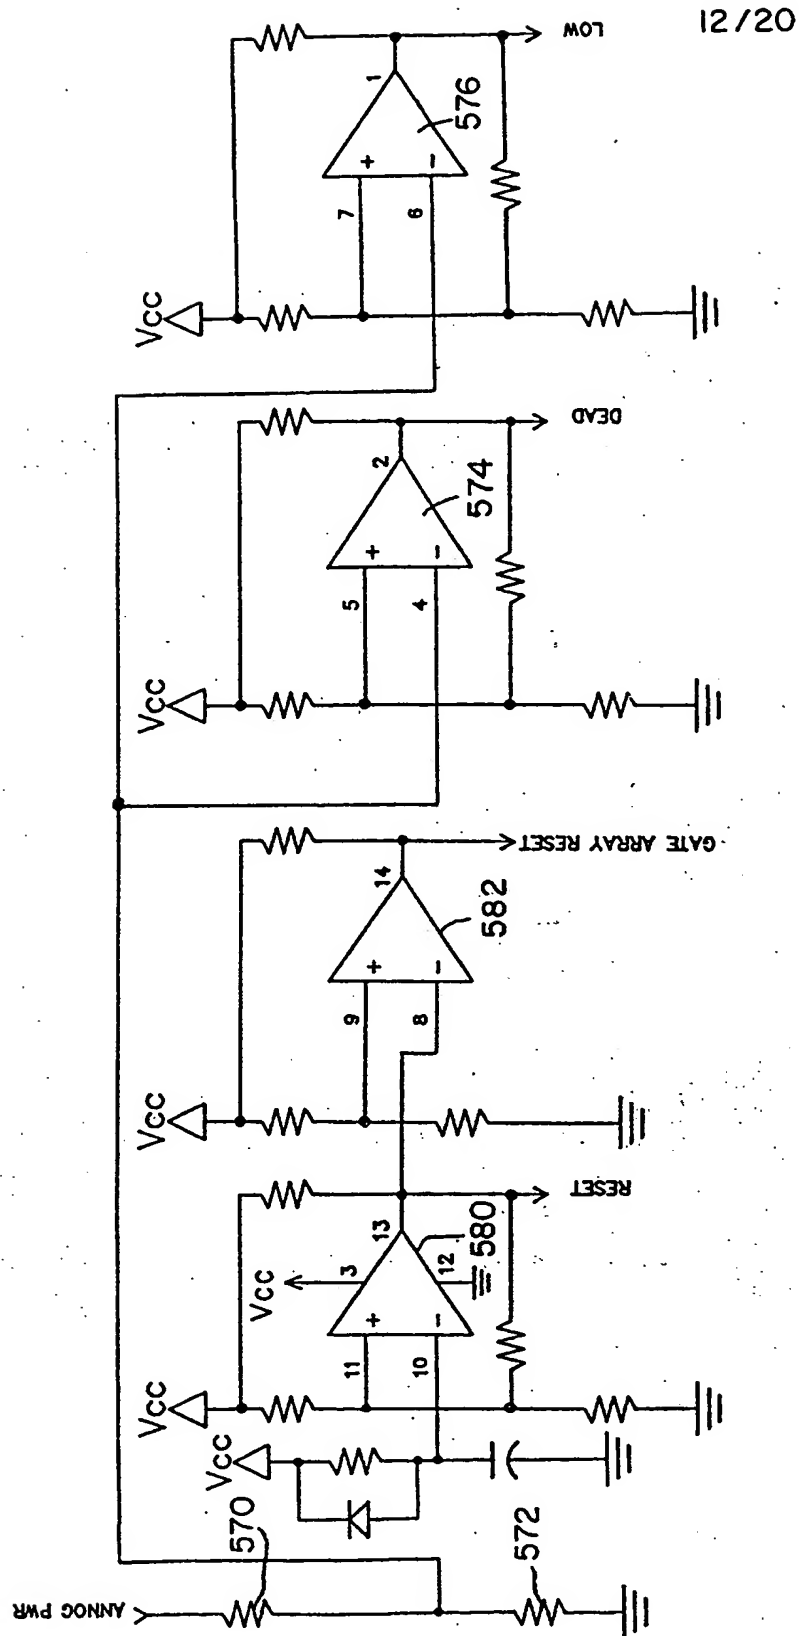 12/20
LOW
1
576
+
-
7
6
VCC
DEAD
2
574
+
-
5
4
VCC
GATE ARRAY RESET
14
582
+
-
9
8
VCC
RESET
13
580
VCC
3
12
+
-
11
10
VCC
VCC
570
572
ANNOG PWR